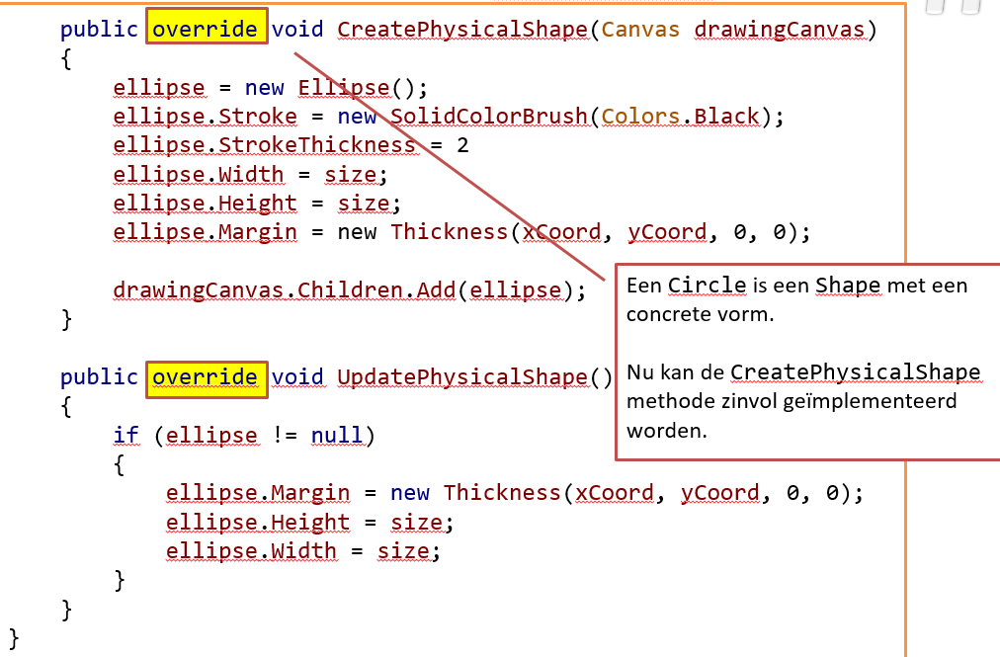 public override void CreatePhysicalShape(Canvas drawingCanvas)
{
ellipse = new Ellipse();
ellipse.Stroke = new SolidColorBrush(Colors.Black);
ellipse.StrokeThickness = 2
ellipse.Width = size;
ellipse.Height = size;
ellipse.Margin = new Thickness(xCoord, yCoord, 0, 0);
drawingCanvas.Children.Add(ellipse);
}
Een Circle is een Shape met een
concrete vorm.
Nu kan de CreatePhysicalShape
methode zinvol geïmplementeerd
worden.
public override void UpdatePhysicalShape()
{
if (ellipse != null)
{
ellipse.Margin = new Thickness(xCoord, yCoord, 0, 0);
ellipse.Height = size;
ellipse.Width = size;
}
}
}